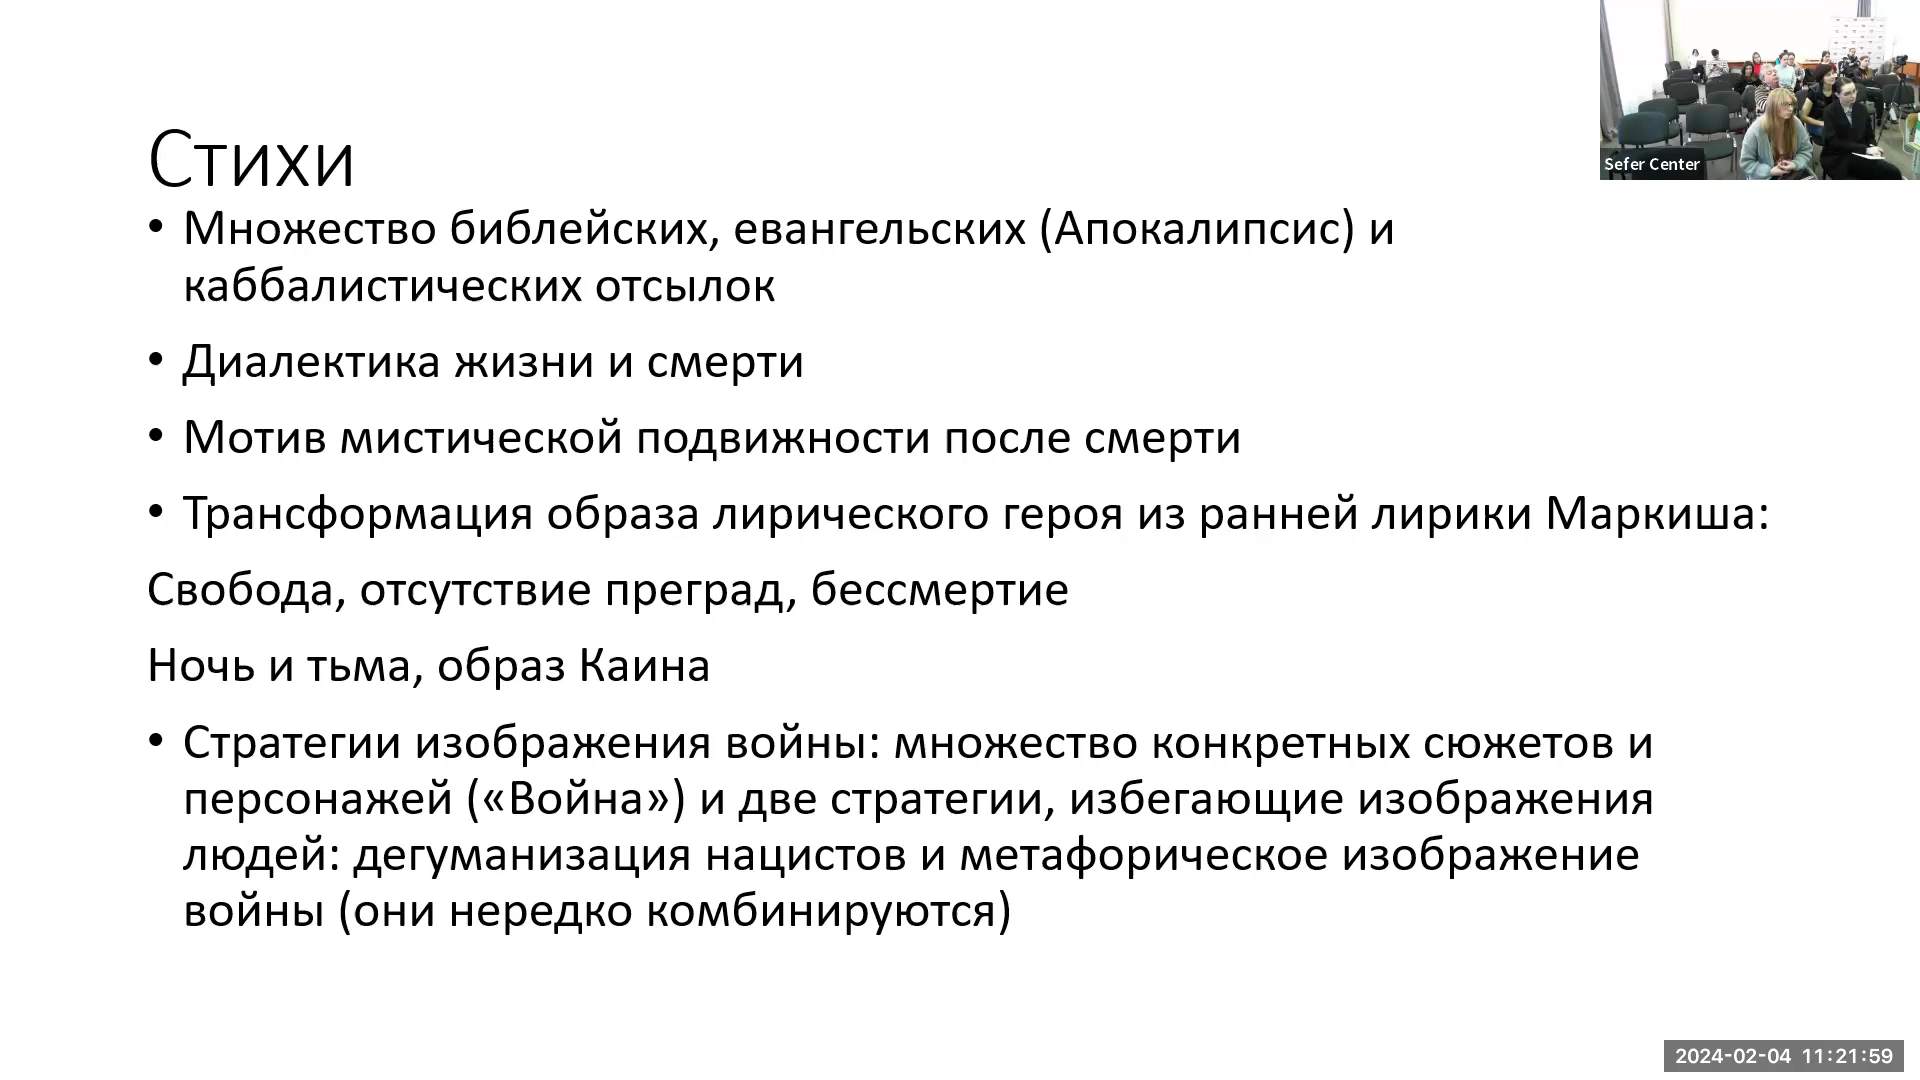 Стихи
• Множество библейских, евангельских (Апокалипсис) и
каббалистических отсылок
• Диалектика жизни и смерти
• Мотив мистической подвижности после смерти
• Трансформация образа лирического героя из ранней лирики Маркиша:
Свобода, отсутствие преград, бессмертие
Ночь и тьма, образ Каина
• Стратегии изображения войны: множество конкретных сюжетов и
персонажей («Война») и две стратегии, избегающие изображения
людей: дегуманизация нацистов и метафорическое изображение
войны (они нередко комбинируются)
Sefer Center
2024-02-04 11:21:59